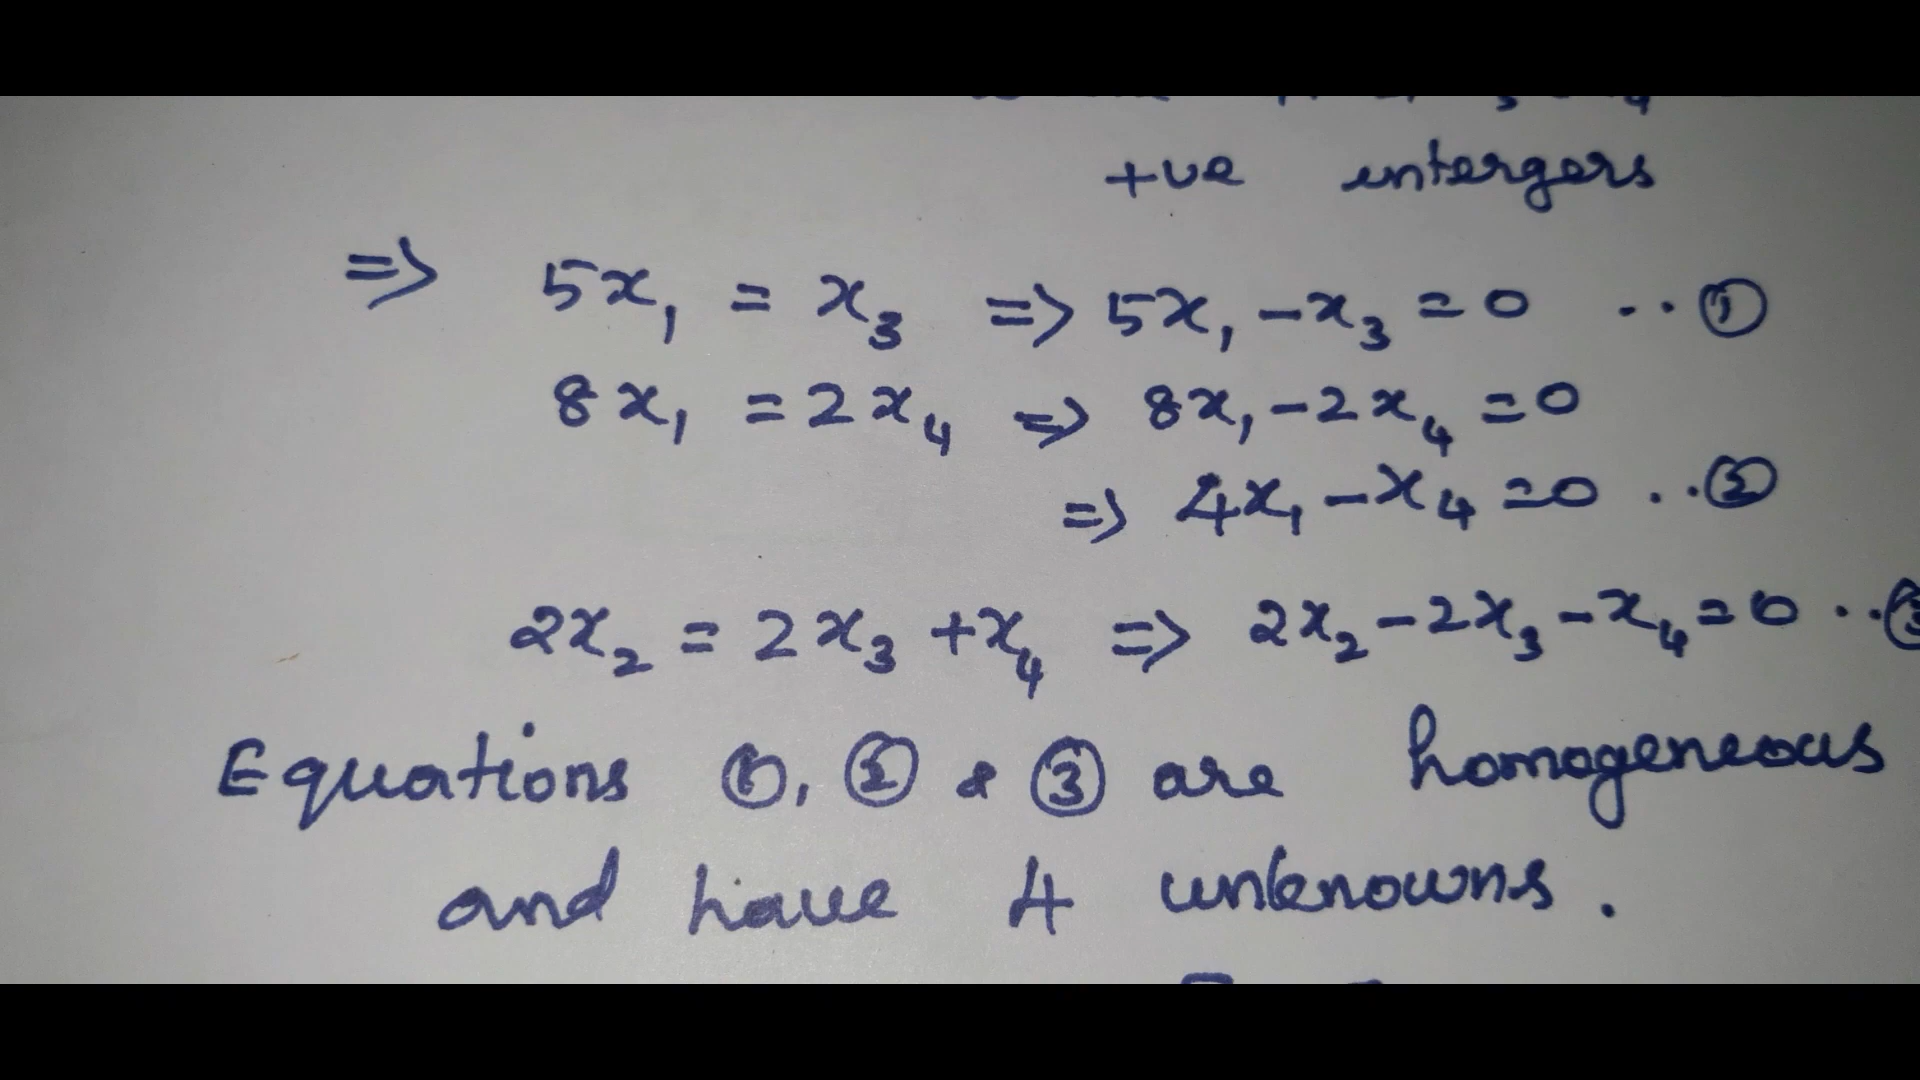 +ve intergers
=> 5x₁ = x₃ => 5x₁ - x₃ = 0 .. ①
8x₁ = 2x₄ => 8x₁ - 2x₄ = 0
=> 4x₁ - x₄ = 0 .. ②
2x₂ = 2x₃ + x₄ => 2x₂ - 2x₃ - x₄ = 0 .. ③
Equations ①, ② & ③ are homogeneous
and have 4 unknowns.